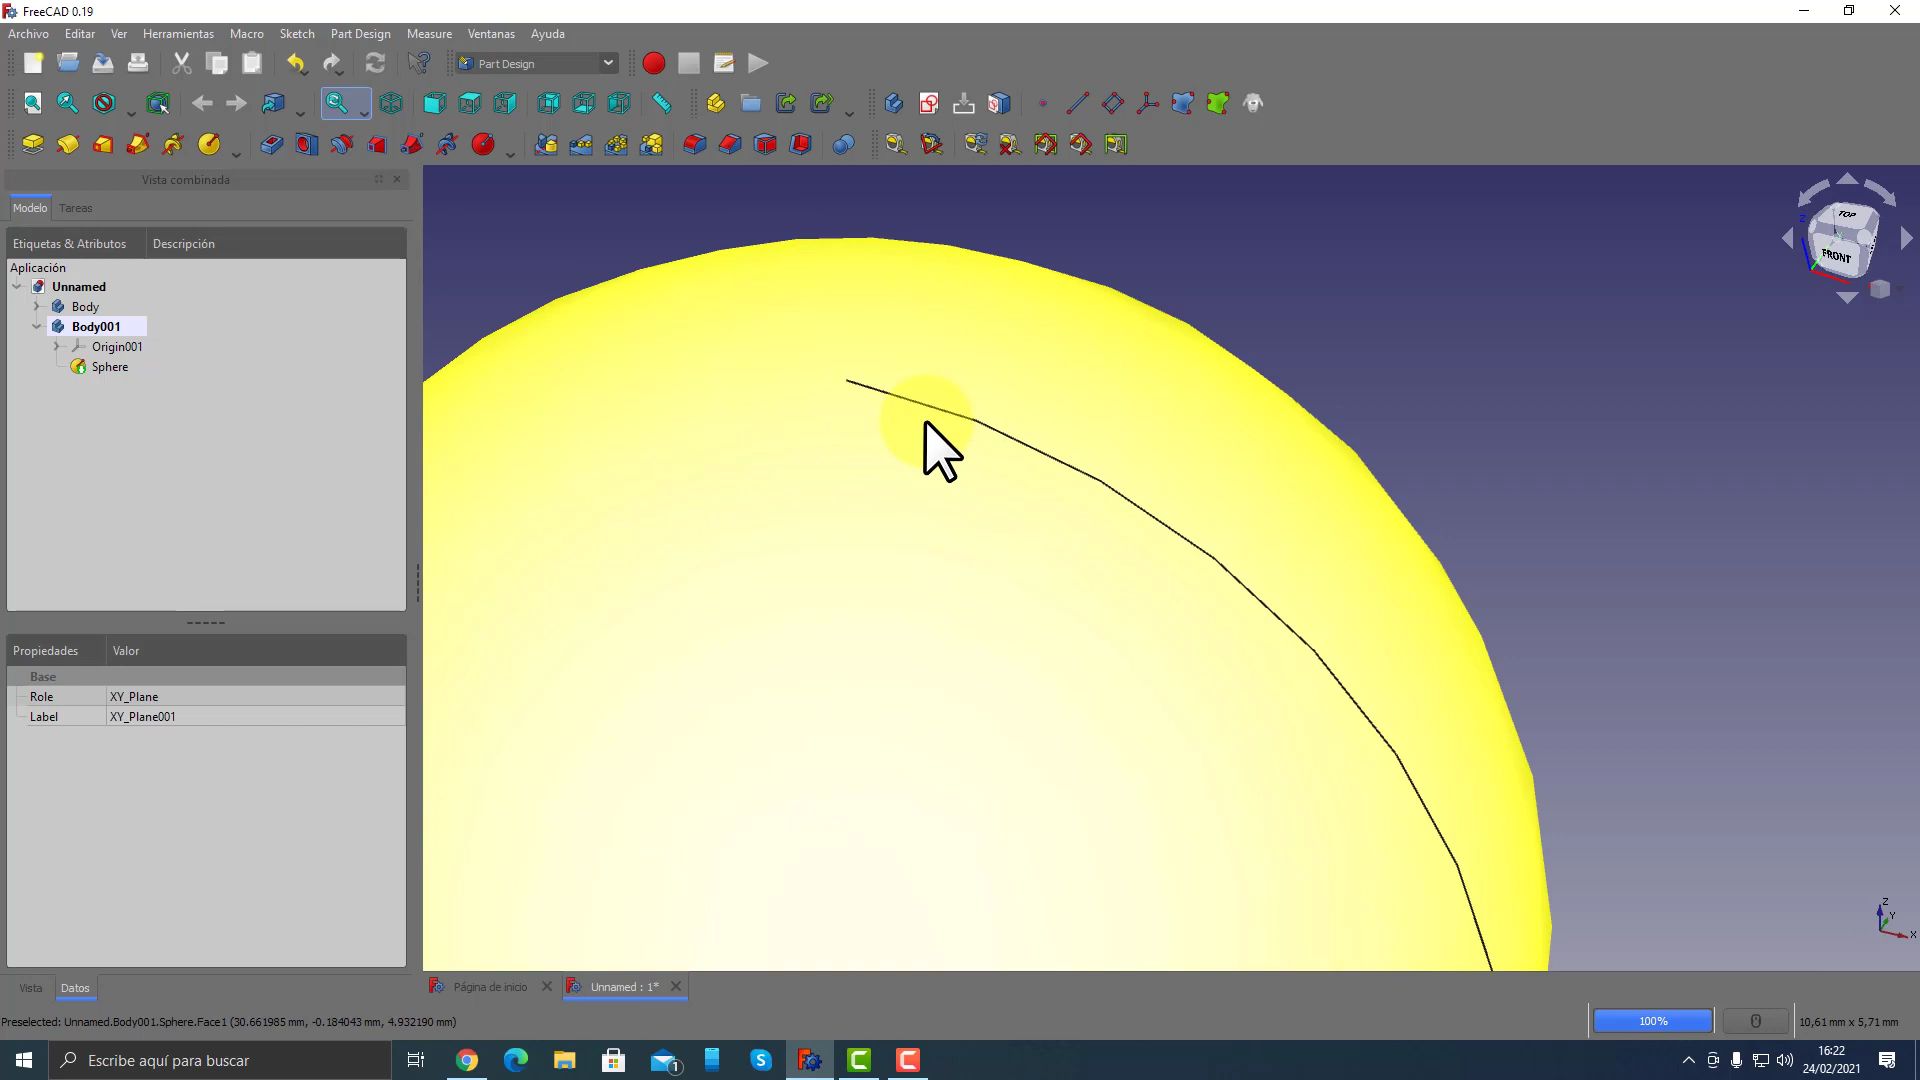 FreeCAD 0.19
Archivo Editar Ver Herramientas Macro Sketch Part Design Measure Ventanas Ayuda
Part Design
Vista combinada
Modelo Tareas
Etiquetas & Atributos Descripción
Aplicación
Unnamed
Body
Body001
Origin001
Sphere
TOP
FRONT
Z
Propiedades Valor
Base
Role XY_Plane
Label XY_Plane001
Z
Y
X
Vista Datos
Página de inicio Unnamed : 1*
Preselected: Unnamed.Body001.Sphere.Face1 (30.661985 mm, -0.184043 mm, 4.932190 mm)
100%
10,61 mm x 5,71 mm
Escribe aquí para buscar
1
16:22
24/02/2021